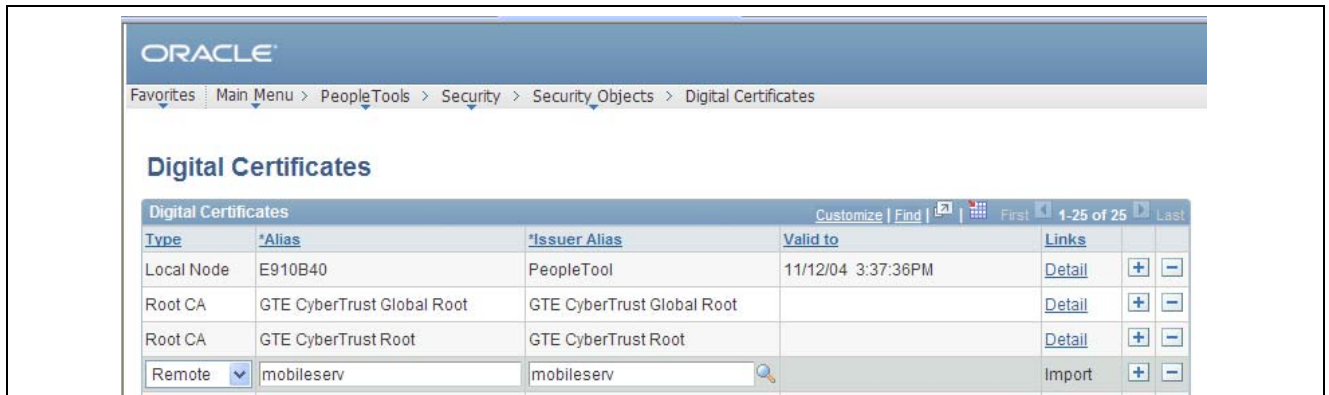 ORACLE
Favorites Main Menu > PeopleTools > Security > Security Objects > Digital Certificates
Digital Certificates
Digital Certificates Customize | Find | | First 1-25 of 25 Last
Type *Alias *Issuer Alias Valid to Links
Local Node E910B40 PeopleTool 11/12/04 3:37:36PM Detail + -
Root CA GTE CyberTrust Global Root GTE CyberTrust Global Root Detail + -
Root CA GTE CyberTrust Root GTE CyberTrust Root Detail + -
Remote mobileserv mobileserv Import + -